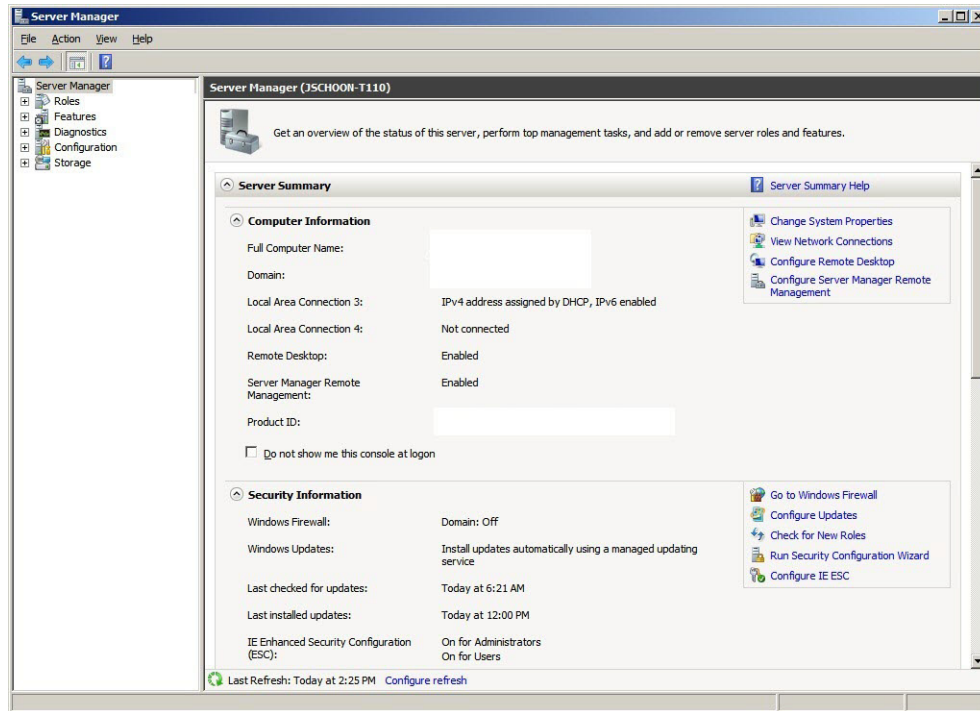 Server Manager
File Action View Help
Server Manager
Roles
Features
Diagnostics
Configuration
Storage
Server Manager (JSCHOON-T110)
Get an overview of the status of this server, perform top management tasks, and add or remove server roles and features.
Server Summary
Server Summary Help
Computer Information
Full Computer Name:
Domain:
Local Area Connection 3: IPv4 address assigned by DHCP, IPv6 enabled
Local Area Connection 4: Not connected
Remote Desktop: Enabled
Server Manager Remote Enabled
Management:
Product ID:
Do not show me this console at logon
Change System Properties
View Network Connections
Configure Remote Desktop
Configure Server Manager Remote
Management
Security Information
Windows Firewall: Domain: Off
Windows Updates: Install updates automatically using a managed updating
service
Last checked for updates: Today at 6:21 AM
Last installed updates: Today at 12:00 PM
IE Enhanced Security Configuration On for Administrators
(ESC): On for Users
Go to Windows Firewall
Configure Updates
Check for New Roles
Run Security Configuration Wizard
Configure IE ESC
Last Refresh: Today at 2:25 PM Configure refresh